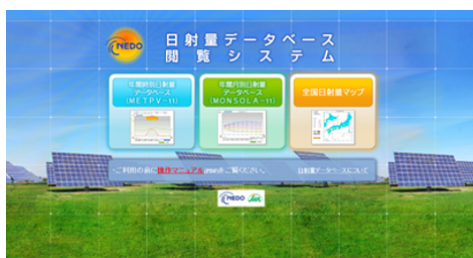 NEDO
日射量データベース
閲覧システム
年間時別日射量
データベース
(METPV-11)
年間月別日射量
データベース
(MONSOLA-11)
全国日射量マップ
ご利用の前に操作マニュアル(PDF)をご覧ください。
日射量データベースについて
NEDO